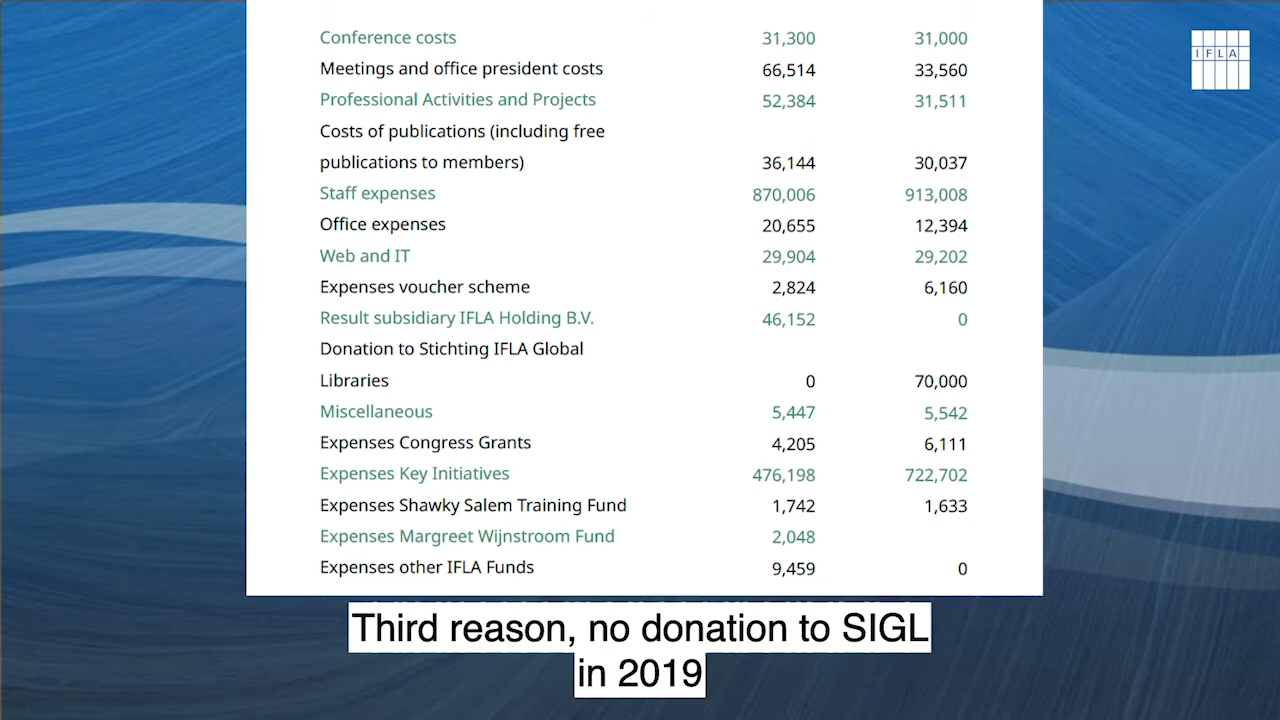 IFLA
Conference costs 31,300 31,000
Meetings and office president costs 66,514 33,560
Professional Activities and Projects 52,384 31,511
Costs of publications (including free
publications to members) 36,144 30,037
Staff expenses 870,006 913,008
Office expenses 20,655 12,394
Web and IT 29,904 29,202
Expenses voucher scheme 2,824 6,160
Result subsidiary IFLA Holding B.V. 46,152 0
Donation to Stichting IFLA Global
Libraries 0 70,000
Miscellaneous 5,447 5,542
Expenses Congress Grants 4,205 6,111
Expenses Key Initiatives 476,198 722,702
Expenses Shawky Salem Training Fund 1,742 1,633
Expenses Margreet Wijnstroom Fund 2,048
Expenses other IFLA Funds 9,459 0
Third reason, no donation to SIGL
in 2019